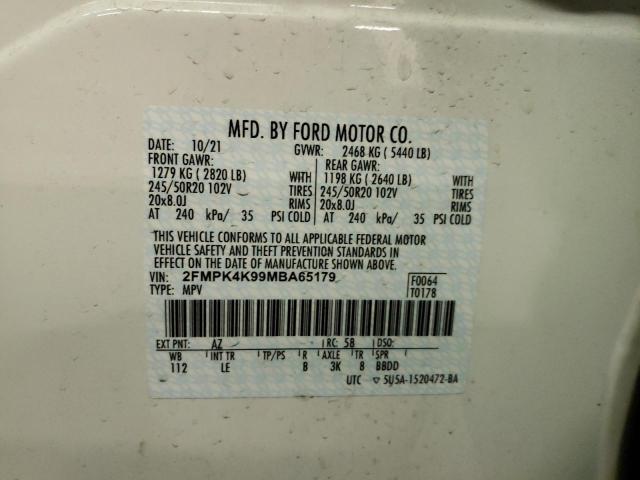 MFD. BY FORD MOTOR CO.
DATE: 10/21 GVWR: 2468 KG ( 5440 LB)
FRONT GAWR: REAR GAWR:
1279 KG ( 2820 LB) WITH 1198 KG ( 2640 LB) WITH
245/50R20 102V TIRES 245/50R20 102V TIRES
20x8.0J RIMS 20x8.0J RIMS
AT 240 kPa/ 35 PSI COLD AT 240 kPa/ 35 PSI COLD
THIS VEHICLE CONFORMS TO ALL APPLICABLE FEDERAL MOTOR
VEHICLE SAFETY AND THEFT PREVENTION STANDARDS IN
EFFECT ON THE DATE OF MANUFACTURE SHOWN ABOVE.
VIN: 2FMPK4K99MBA65179 F0064
TYPE: MPV T0178
EXT PNT: AZ RC: 58 DSO:
WB INT TR TP/PS R AXLE TR SPR
112 LE B 3K 8 BBDD
UTC 5U5A-1520472-BA